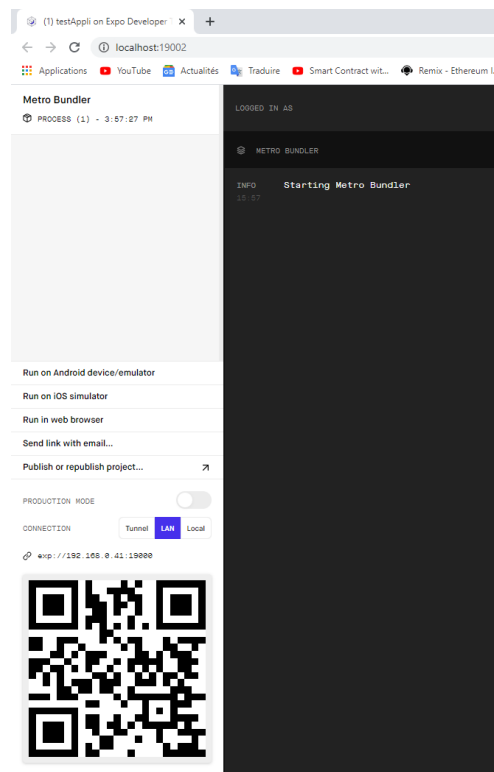 (1) testAppli on Expo Developer
localhost:19002
Applications YouTube Actualités Traduire Smart Contract wit... Remix - Ethereum I
Metro Bundler
PROCESS (1) - 3:57:27 PM
LOGGED IN AS
METRO BUNDLER
INFO Starting Metro Bundler
15:57
Run on Android device/emulator
Run on iOS simulator
Run in web browser
Send link with email...
Publish or republish project...
PRODUCTION MODE
CONNECTION Tunnel LAN Local
exp://192.168.0.41:19000